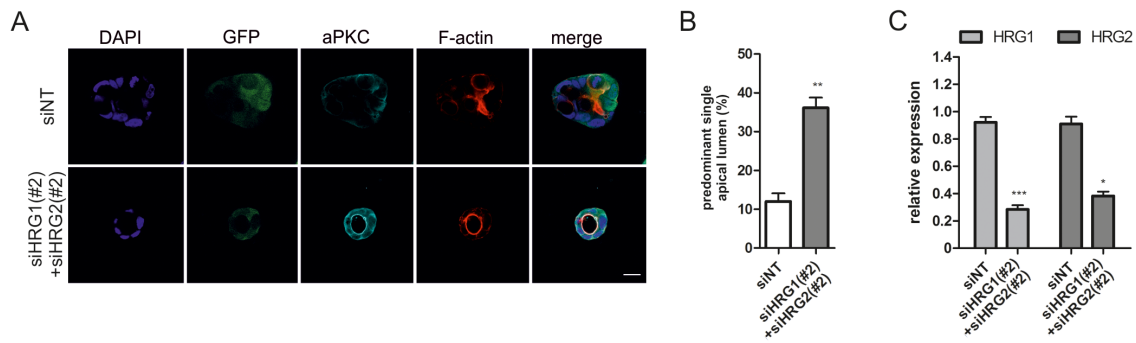 A
DAPI GFP aPKC F-actin merge
siNT
siHRG1(#2)
+siHRG2(#2)
B
predominant single
apical lumen (%)
50
40
30
20
10
0
**
siNT
siHRG1(#2)
+siHRG2(#2)
C
HRG1 HRG2
relative expression
1.4
1.2
1.0
0.8
0.6
0.4
0.2
0
***
*
siNT
siHRG1(#2)
+siHRG2(#2)
siNT
siHRG1(#2)
+siHRG2(#2)